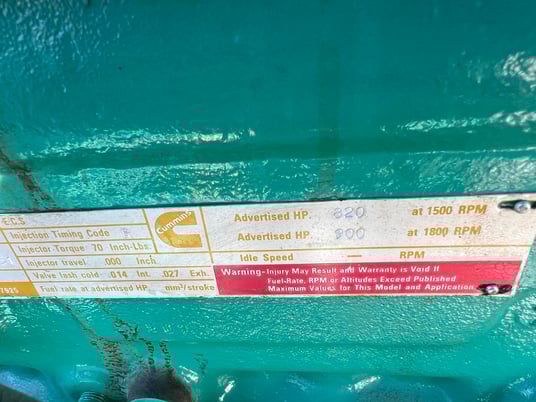 E.C.S.
Injection Timing Code
Injector Torque 70 Inch-Lbs.
Injector travel .000 Inch.
Valve lash cold .014 Int. .027 Exh.
7925 Fuel rate at advertised HP. mm³/stroke
Cummins
Advertised HP. 820 at 1500 RPM
Advertised HP. 900 at 1800 RPM
Idle Speed — RPM
Warning-Injury May Result and Warranty is Void If
Fuel-Rate, RPM or Altitudes Exceed Published
Maximum Values for This Model and Application.